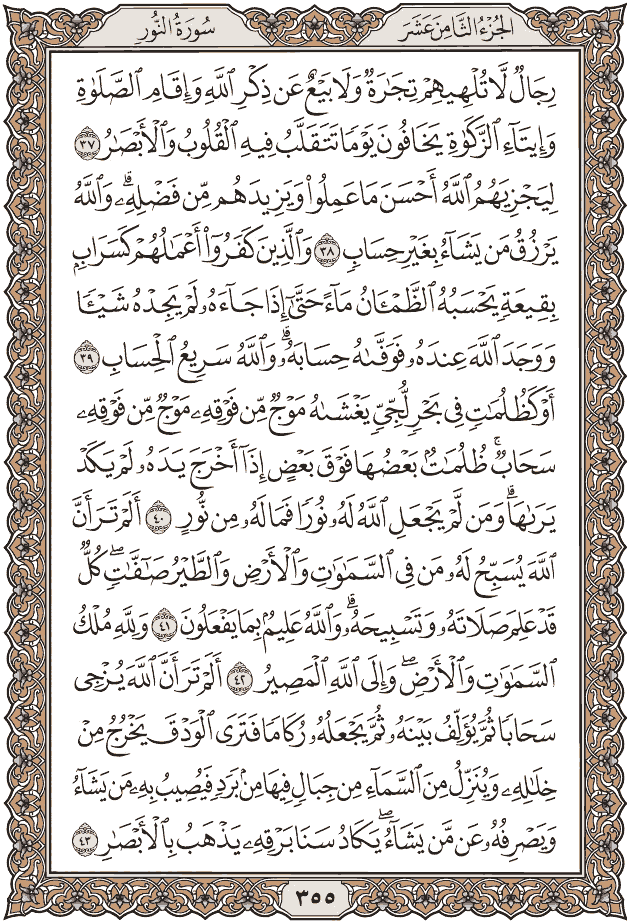 الجُزْءُ الثَّامِنَ عَشَرَ
سُورَةُ النُّورِ
رِجَالٌ لَّا تُلْهِيهِمْ تِجَٰرَةٌ وَلَا بَيْعٌ عَن ذِكْرِ ٱللَّهِ وَإِقَامِ ٱلصَّلَوٰةِ
وَإِيتَآءِ ٱلزَّكَوٰةِ يَخَافُونَ يَوْمًا تَتَقَلَّبُ فِيهِ ٱلْقُلُوبُ وَٱلْأَبْصَٰرُ ٣٧
لِيَجْزِيَهُمُ ٱللَّهُ أَحْسَنَ مَا عَمِلُوا۟ وَيَزِيدَهُم مِّن فَضْلِهِۦ ۗ وَٱللَّهُ
يَرْزُقُ مَن يَشَآءُ بِغَيْرِ حِسَابٍ ٣٨ وَٱلَّذِينَ كَفَرُوٓا۟ أَعْمَٰلُهُمْ كَسَرَابٍۭ
بِقِيعَةٍ يَحْسَبُهُ ٱلظَّمْـَٔانُ مَآءً حَتَّىٰٓ إِذَا جَآءَهُۥ لَمْ يَجِدْهُ شَيْـًٔا
وَوَجَدَ ٱللَّهَ عِندَهُۥ فَوَفَّىٰهُ حِسَابَهُۥ ۗ وَٱللَّهُ سَرِيعُ ٱلْحِسَابِ ٣٩
أَوْ كَظُلُمَٰتٍ فِى بَحْرٍ لُّجِّىٍّ يَغْشَىٰهُ مَوْجٌ مِّن فَوْقِهِۦ مَوْجٌ مِّن فَوْقِهِۦ
سَحَابٌ ۚ ظُلُمَٰتٌۢ بَعْضُهَا فَوْقَ بَعْضٍ إِذَآ أَخْرَجَ يَدَهُۥ لَمْ يَكَدْ
يَرَىٰهَا ۗ وَمَن لَّمْ يَجْعَلِ ٱللَّهُ لَهُۥ نُورًا فَمَا لَهُۥ مِن نُّورٍ ٤٠ أَلَمْ تَرَ أَنَّ
ٱللَّهَ يُسَبِّحُ لَهُۥ مَن فِى ٱلسَّمَٰوَٰتِ وَٱلْأَرْضِ وَٱلطَّيْرُ صَٰٓفَّٰتٍ ۖ كُلٌّ
قَدْ عَلِمَ صَلَاتَهُۥ وَتَسْبِيحَهُۥ ۗ وَٱللَّهُ عَلِيمٌۢ بِمَا يَفْعَلُونَ ٤١ وَلِلَّهِ مُلْكُ
ٱلسَّمَٰوَٰتِ وَٱلْأَرْضِ ۖ وَإِلَى ٱللَّهِ ٱلْمَصِيرُ ٤٢ أَلَمْ تَرَ أَنَّ ٱللَّهَ يُزْجِى
سَحَابًا ثُمَّ يُؤَلِّفُ بَيْنَهُۥ ثُمَّ يَجْعَلُهُۥ رُكَامًا فَتَرَى ٱلْوَدْقَ يَخْرُجُ مِنْ
خِلَٰلِهِۦ وَيُنَزِّلُ مِنَ ٱلسَّمَآءِ مِن جِبَالٍ فِيهَا مِنۢ بَرَدٍ فَيُصِيبُ بِهِۦ مَن يَشَآءُ
وَيَصْرِفُهُۥ عَن مَّن يَشَآءُ ۖ يَكَادُ سَنَا بَرْقِهِۦ يَذْهَبُ بِٱلْأَبْصَٰرِ ٤٣
٣٥٥